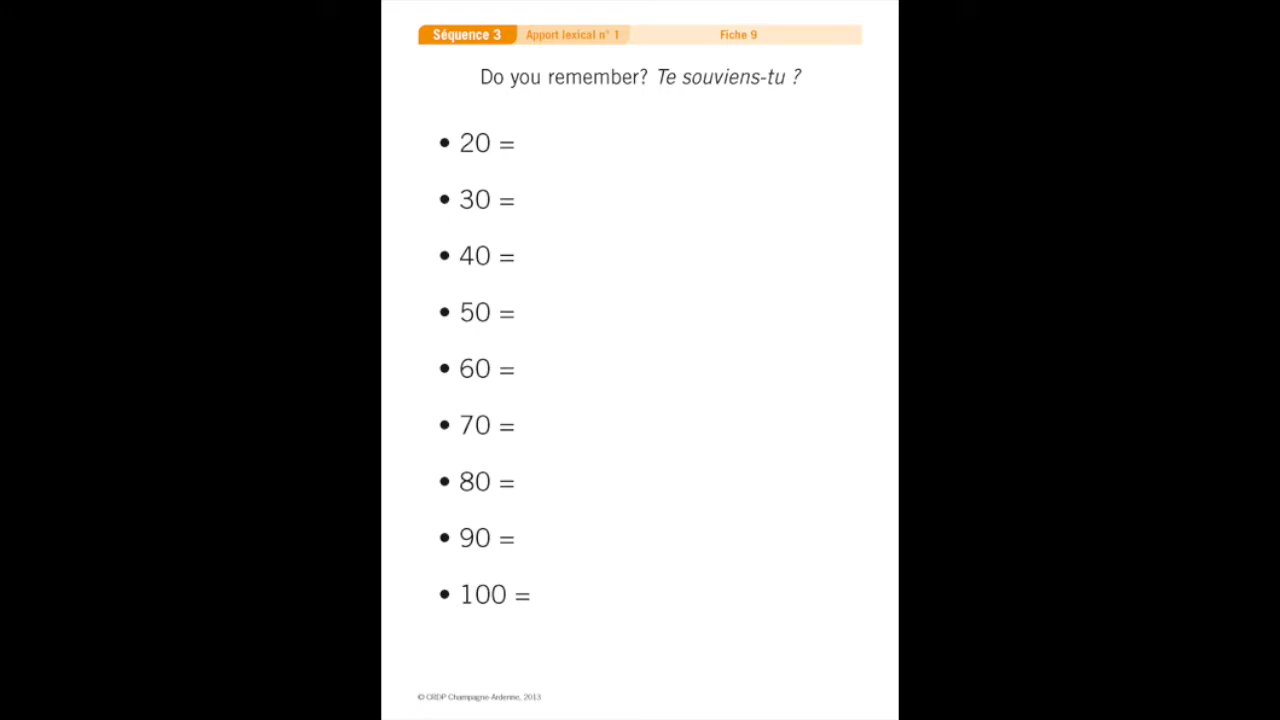 Séquence 3 Apport lexical n° 1 Fiche 9
Do you remember? Te souviens-tu ?
• 20 =
• 30 =
• 40 =
• 50 =
• 60 =
• 70 =
• 80 =
• 90 =
• 100 =
© CRDP Champagne-Ardenne, 2013